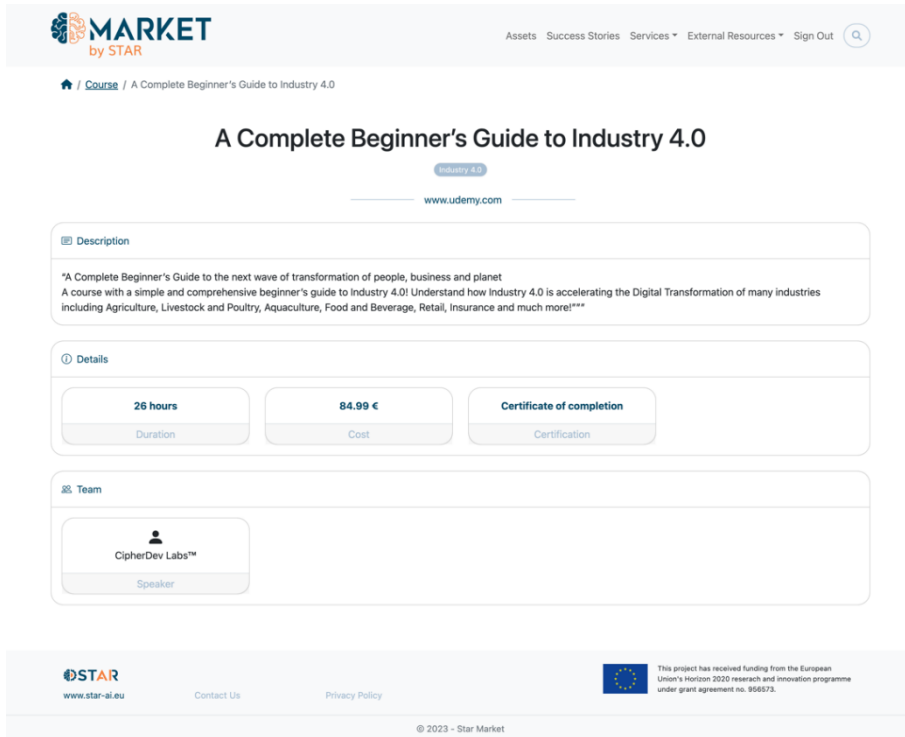 MARKET
by STAR
Assets Success Stories Services External Resources Sign Out
/ Course / A Complete Beginner's Guide to Industry 4.0
A Complete Beginner's Guide to Industry 4.0
Industry 4.0
www.udemy.com
Description
"A Complete Beginner's Guide to the next wave of transformation of people, business and planet
A course with a simple and comprehensive beginner's guide to Industry 4.0! Understand how Industry 4.0 is accelerating the Digital Transformation of many industries
including Agriculture, Livestock and Poultry, Aquaculture, Food and Beverage, Retail, Insurance and much more!"""
Details
26 hours
Duration
84.99 €
Cost
Certificate of completion
Certification
Team
CipherDev Labs™
Speaker
STAR
www.star-ai.eu
Contact Us
Privacy Policy
This project has received funding from the European
Union's Horizon 2020 reserach and innovation programme
under grant agreement no. 956573.
© 2023 - Star Market